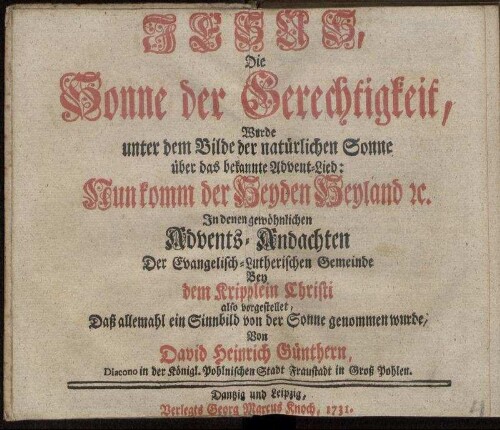 JESUS,
Die
Sonne der Gerechtigkeit,
Wurde
unter dem Bilde der natürlichen Sonne
über das bekannte Advent-Lied:
Nun komm der Heyden Heyland ꝛc.
In denen gewöhnlichen
Advents-Andachten
Der Evangelisch-Lutherischen Gemeinde
Bey
dem Kripplein Christi
also vorgestellet,
Daß allemahl ein Sinnbild von der Sonne genommen wurde,
Von
David Heinrich Günthern,
Diacono in der Königl. Pohlnischen Stadt Fraustadt in Groß Pohlen.
Dantzig und Leipzig,
Verlegts Georg Marcus Knoch, 1731.